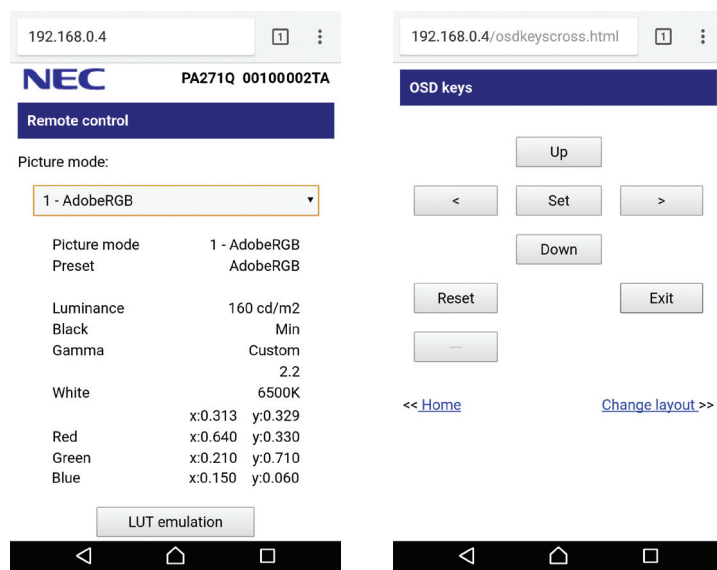 192.168.0.4
1
NEC
PA271Q 00100002TA
Remote control
Picture mode:
1 - AdobeRGB
Picture mode 1 - AdobeRGB
Preset AdobeRGB
Luminance 160 cd/m2
Black Min
Gamma Custom
2.2
White 6500K
x:0.313 y:0.329
Red x:0.640 y:0.330
Green x:0.210 y:0.710
Blue x:0.150 y:0.060
LUT emulation
192.168.0.4/osdkeyscross.html
1
OSD keys
Up
< Set >
Down
Reset Exit
—
<< Home Change layout >>